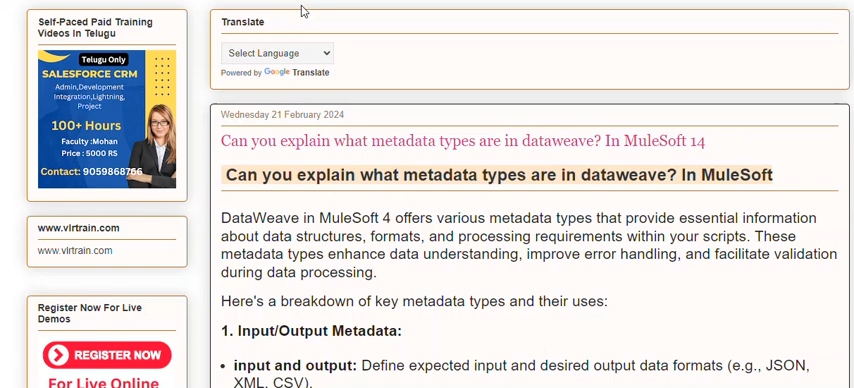 Self-Paced Paid Training
Videos In Telugu
Telugu Only
SALESFORCE CRM
Admin,Development
Integration,Lightning,
Project
100+ Hours
Faculty :Mohan
Price : 5000 RS
Contact: 9059868766
www.vlrtrain.com
www.vlrtrain.com
Register Now For Live
Demos
REGISTER NOW
For Live Online
Translate
Select Language
Powered by Google Translate
Wednesday 21 February 2024
Can you explain what metadata types are in dataweave? In MuleSoft 14
Can you explain what metadata types are in dataweave? In MuleSoft
DataWeave in MuleSoft 4 offers various metadata types that provide essential information
about data structures, formats, and processing requirements within your scripts. These
metadata types enhance data understanding, improve error handling, and facilitate validation
during data processing.
Here's a breakdown of key metadata types and their uses:
1. Input/Output Metadata:
• input and output: Define expected input and desired output data formats (e.g., JSON,
XML, CSV).